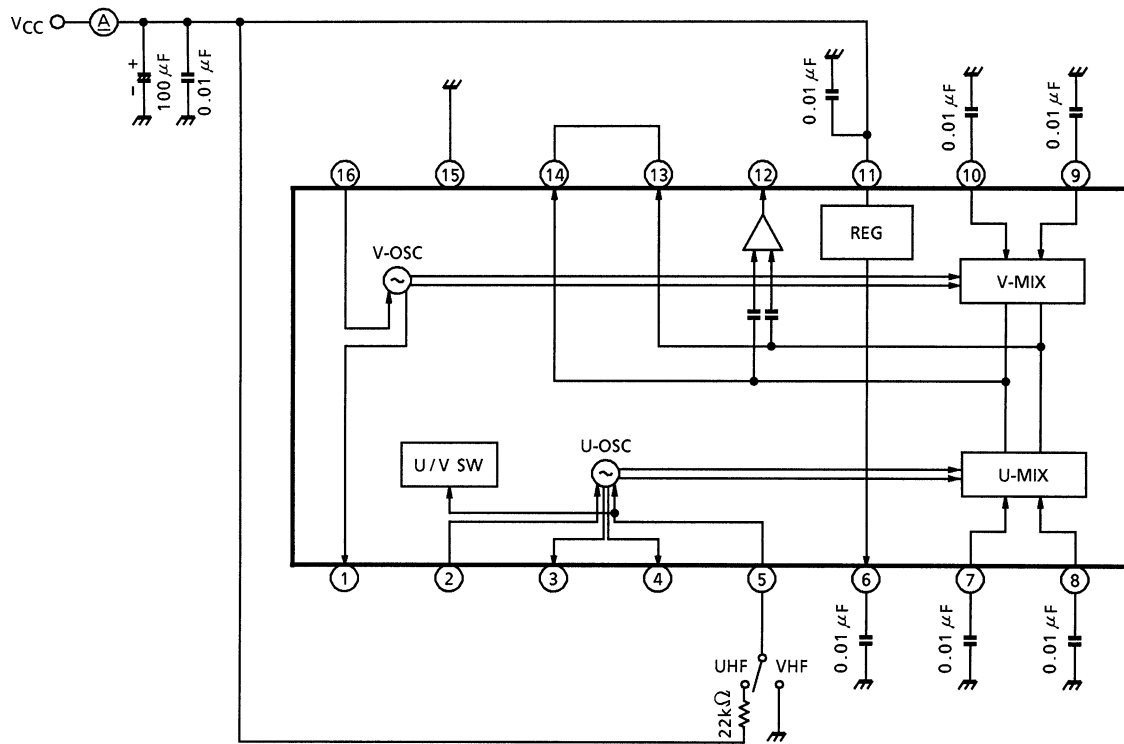 VCC
A
+
−
100 μF
0.01 μF
0.01 μF
0.01 μF
0.01 μF
16
15
14
13
12
11
10
9
REG
V-OSC
~
V-MIX
U / V SW
U-OSC
~
U-MIX
1
2
3
4
5
6
7
8
0.01 μF
0.01 μF
0.01 μF
UHF
VHF
22kΩ